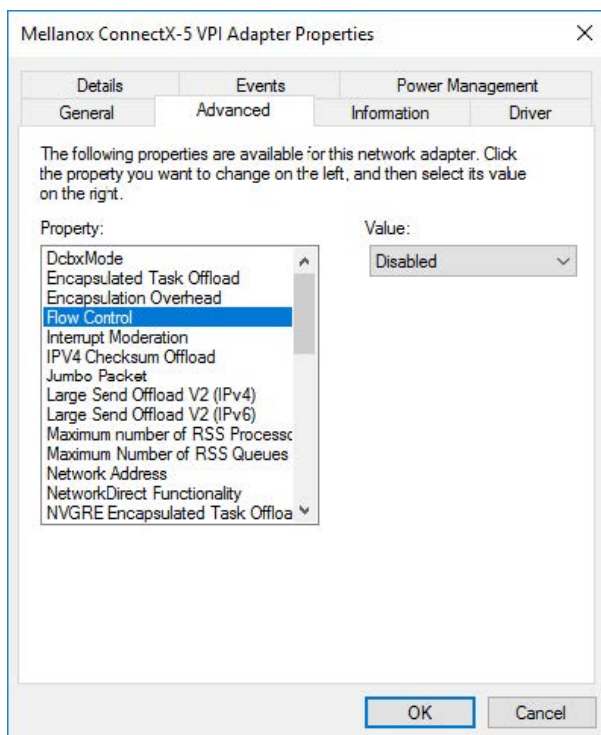 Mellanox ConnectX-5 VPI Adapter Properties
Details Events Power Management
General Advanced Information Driver
The following properties are available for this network adapter. Click
the property you want to change on the left, and then select its value
on the right.
Property: Value:
DcbxMode Disabled
Encapsulated Task Offload
Encapsulation Overhead
Flow Control
Interrupt Moderation
IPV4 Checksum Offload
Jumbo Packet
Large Send Offload V2 (IPv4)
Large Send Offload V2 (IPv6)
Maximum number of RSS Processo
Maximum Number of RSS Queues
Network Address
NetworkDirect Functionality
NVGRE Encapsulated Task Offloa
OK Cancel